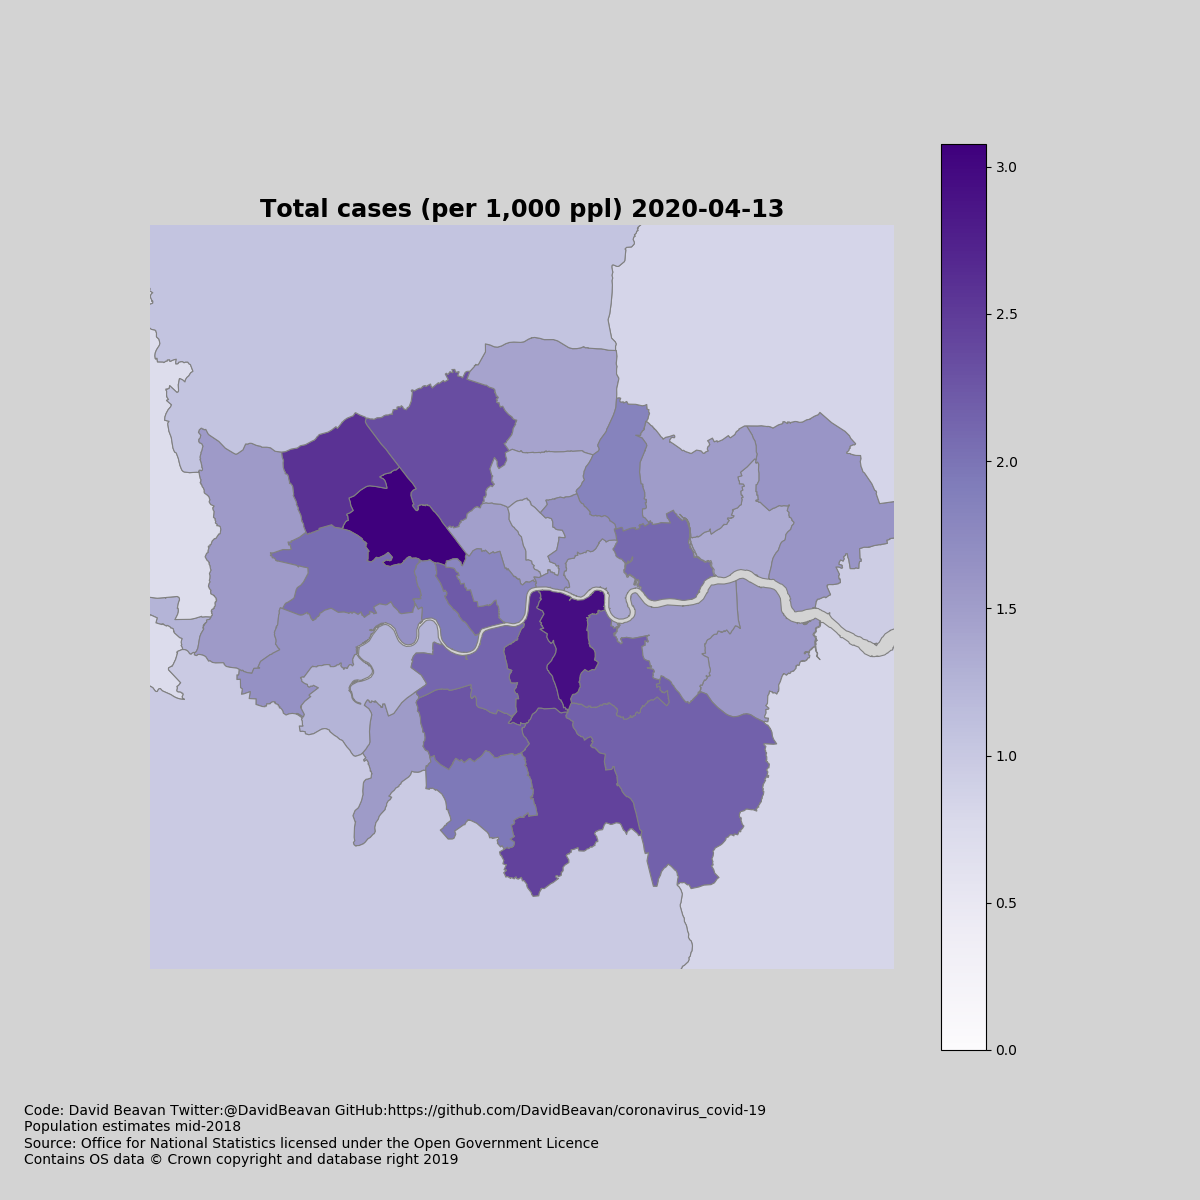 Total cases (per 1,000 ppl) 2020-04-13
3.0
2.5
2.0
1.5
1.0
0.5
0.0
Code: David Beavan Twitter:@DavidBeavan GitHub:https://github.com/DavidBeavan/coronavirus_covid-19
Population estimates mid-2018
Source: Office for National Statistics licensed under the Open Government Licence
Contains OS data © Crown copyright and database right 2019